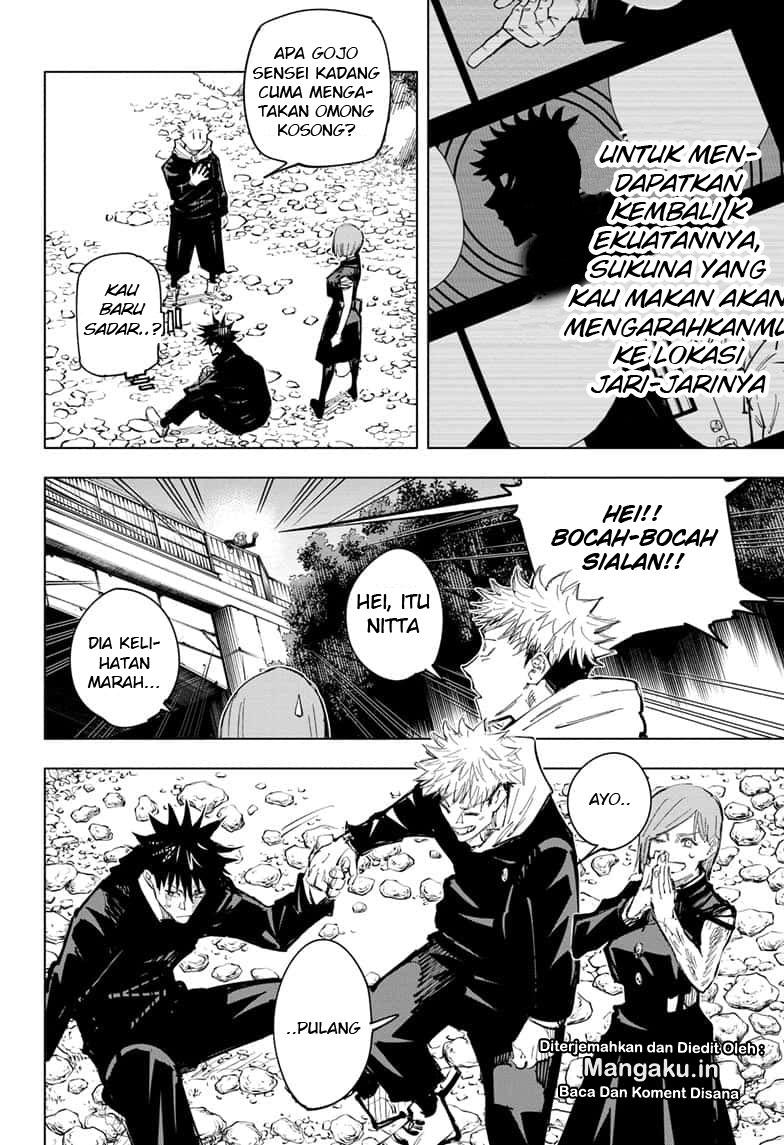 UNTUK MEN-
DAPATKAN
KEMBALI K
EKUATANNYA,
SUKUNA YANG
KAU MAKAN AKAN
MENGARAHKANMU
KE LOKASI
JARI-JARINYA
APA GOJO
SENSEI KADANG
CUMA MENGA-
TAKAN OMONG
KOSONG?
KAU
BARU
SADAR..?
HEI!!
BOCAH-BOCAH
SIALAN!!
HEI, ITU
NITTA
DIA KELI-
HATAN
MARAH...
AYO..
..PULANG
Diterjemahkan dan Diedit Oleh :
Mangaku.in
Baca Dan Koment Disana